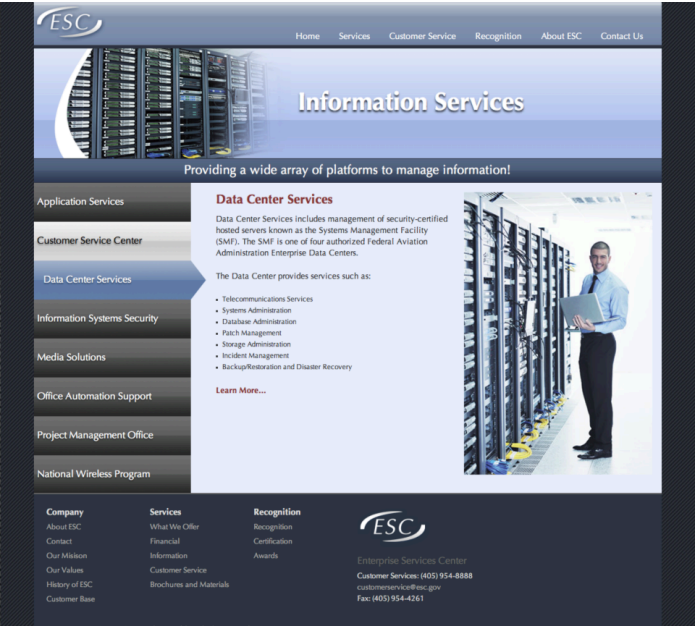 ESC
Home Services Customer Service Recognition About ESC Contact Us
Information Services
Providing a wide array of platforms to manage information!
Application Services
Customer Service Center
Data Center Services
Information Systems Security
Media Solutions
Office Automation Support
Project Management Office
National Wireless Program
Data Center Services
Data Center Services includes management of security-certified
hosted servers known as the Systems Management Facility
(SMF). The SMF is one of four authorized Federal Aviation
Administration Enterprise Data Centers.
The Data Center provides services such as:
• Telecommunications Services
• Systems Administration
• Database Administration
• Patch Management
• Storage Administration
• Incident Management
• Backup/Restoration and Disaster Recovery
Learn More...
Company
About ESC
Contact
Our Misison
Our Values
History of ESC
Customer Base
Services
What We Offer
Financial
Information
Customer Service
Brochures and Materials
Recognition
Recognition
Certification
Awards
ESC
Enterprise Services Center
Customer Services: (405) 954-8888
customerservice@esc.gov
Fax: (405) 954-4261